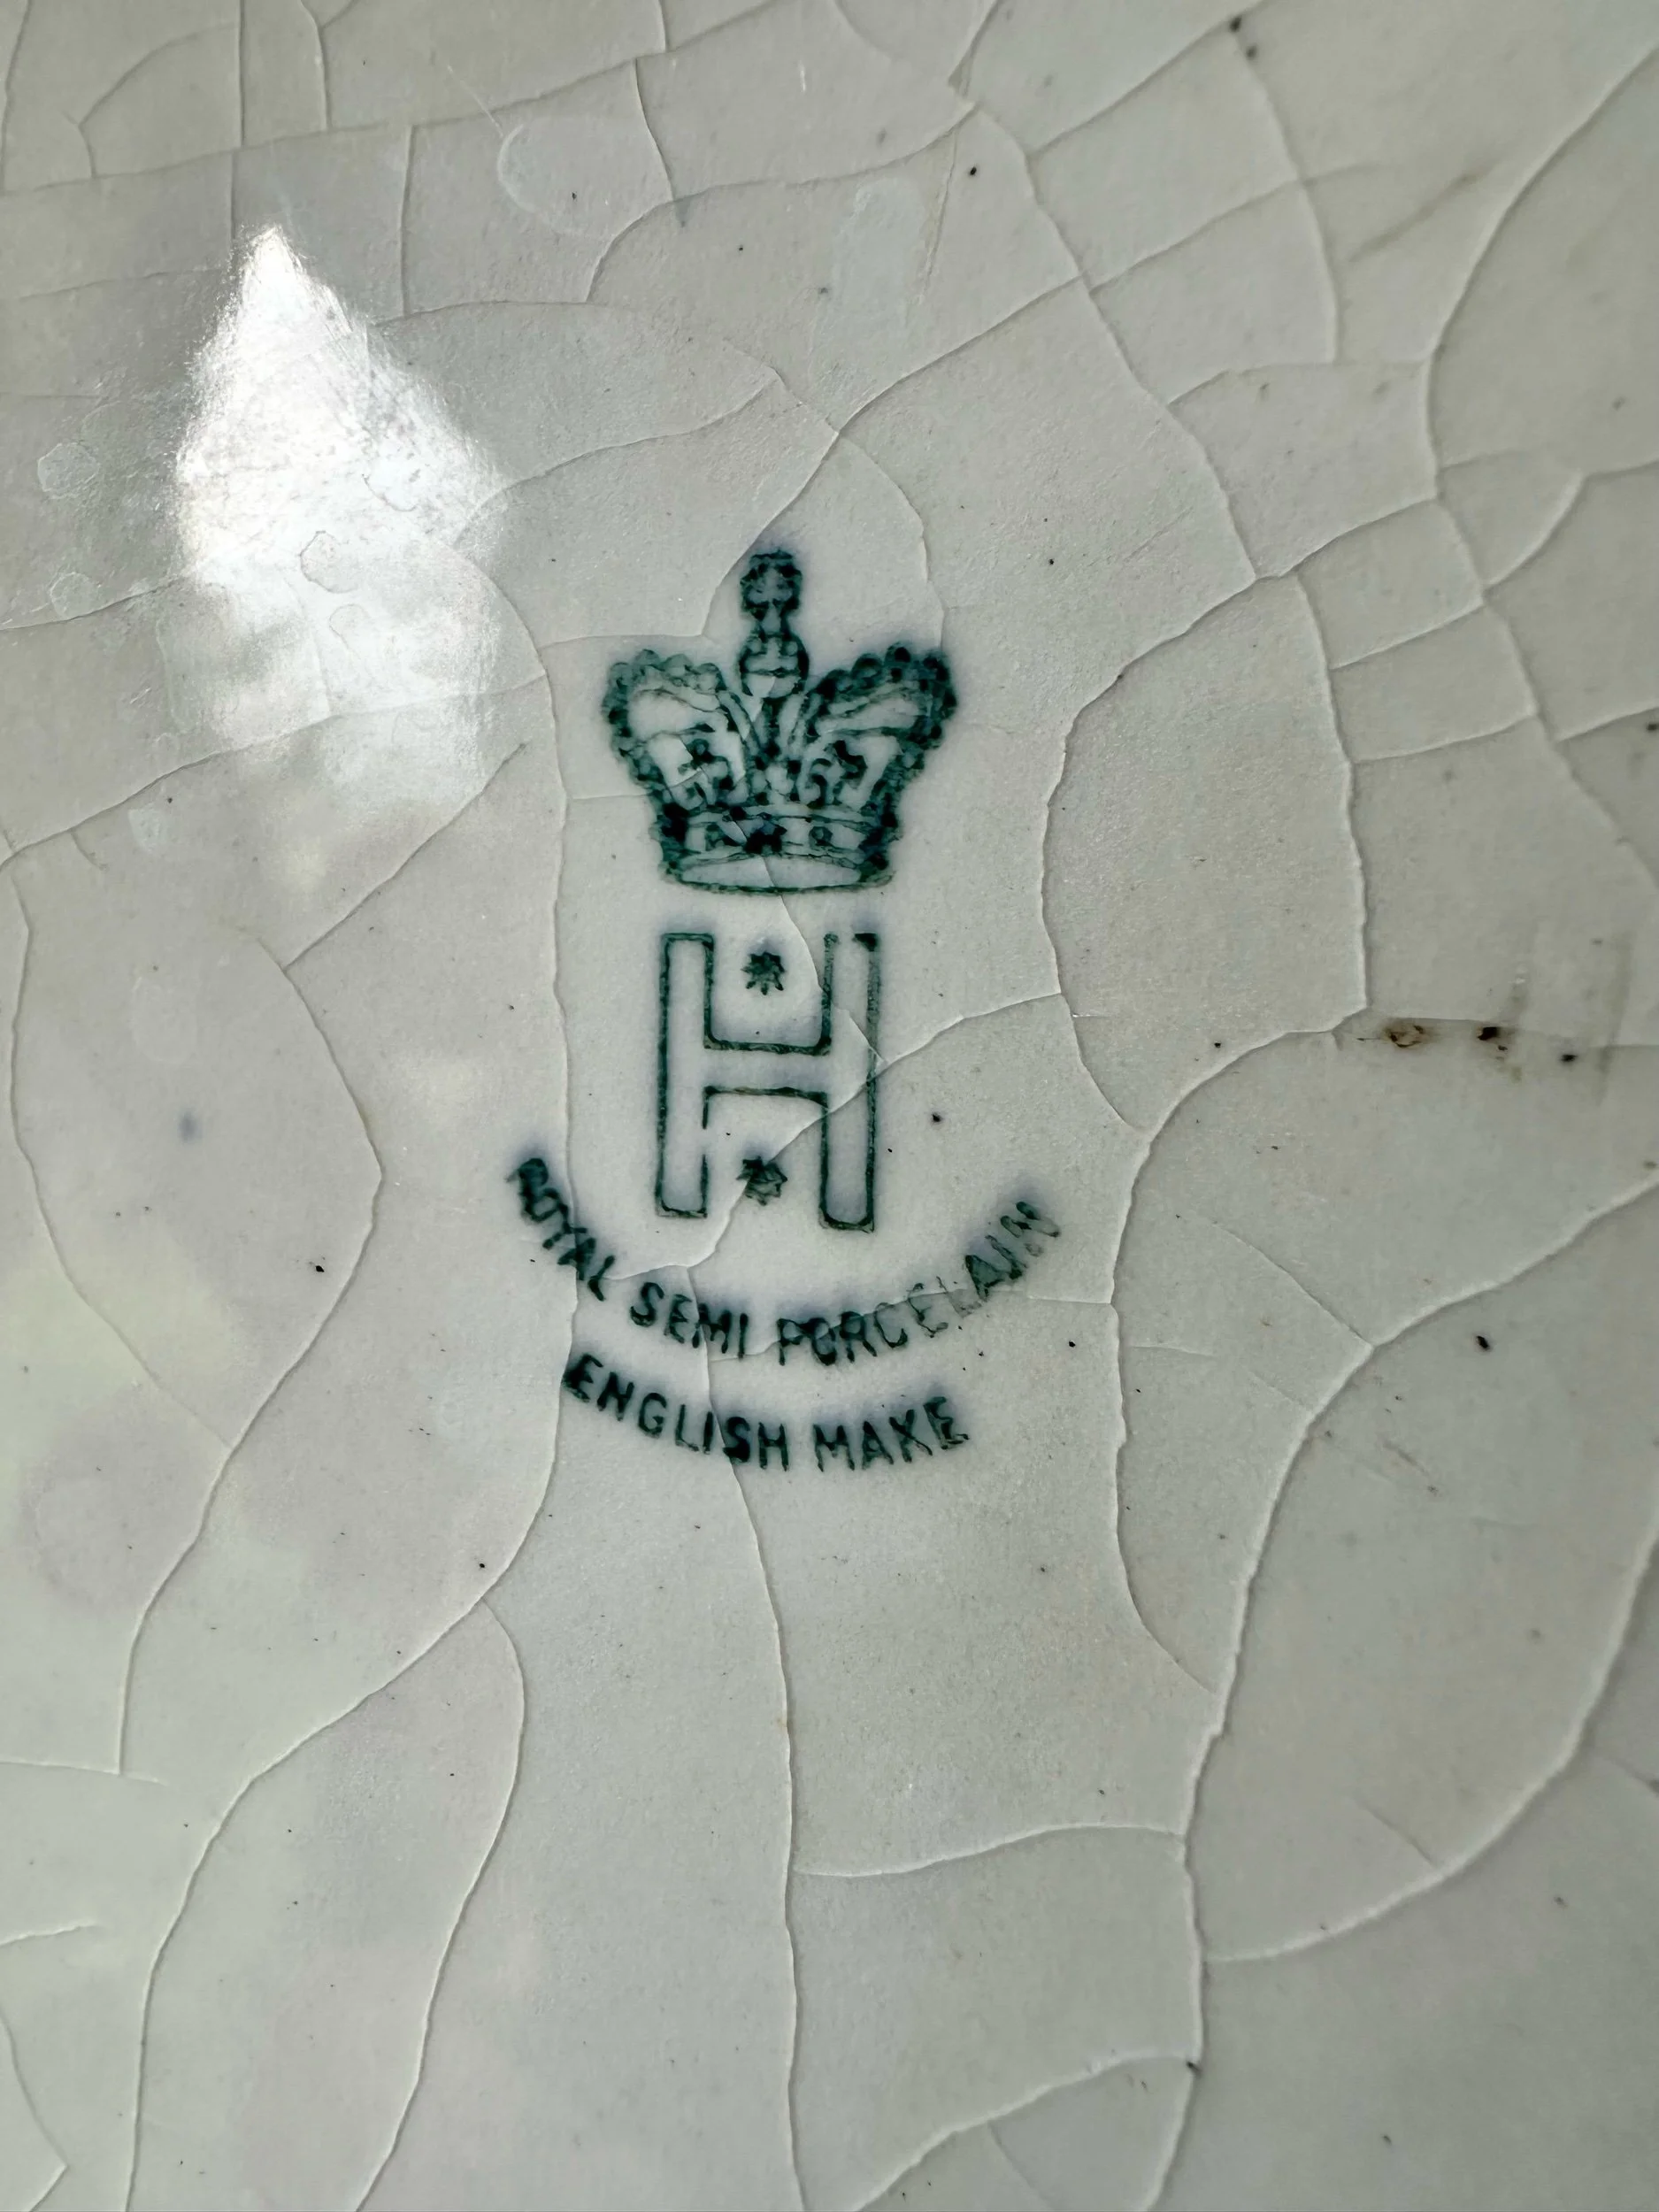 H
ROYAL SEMI PORCELAIN
ENGLISH MAKE